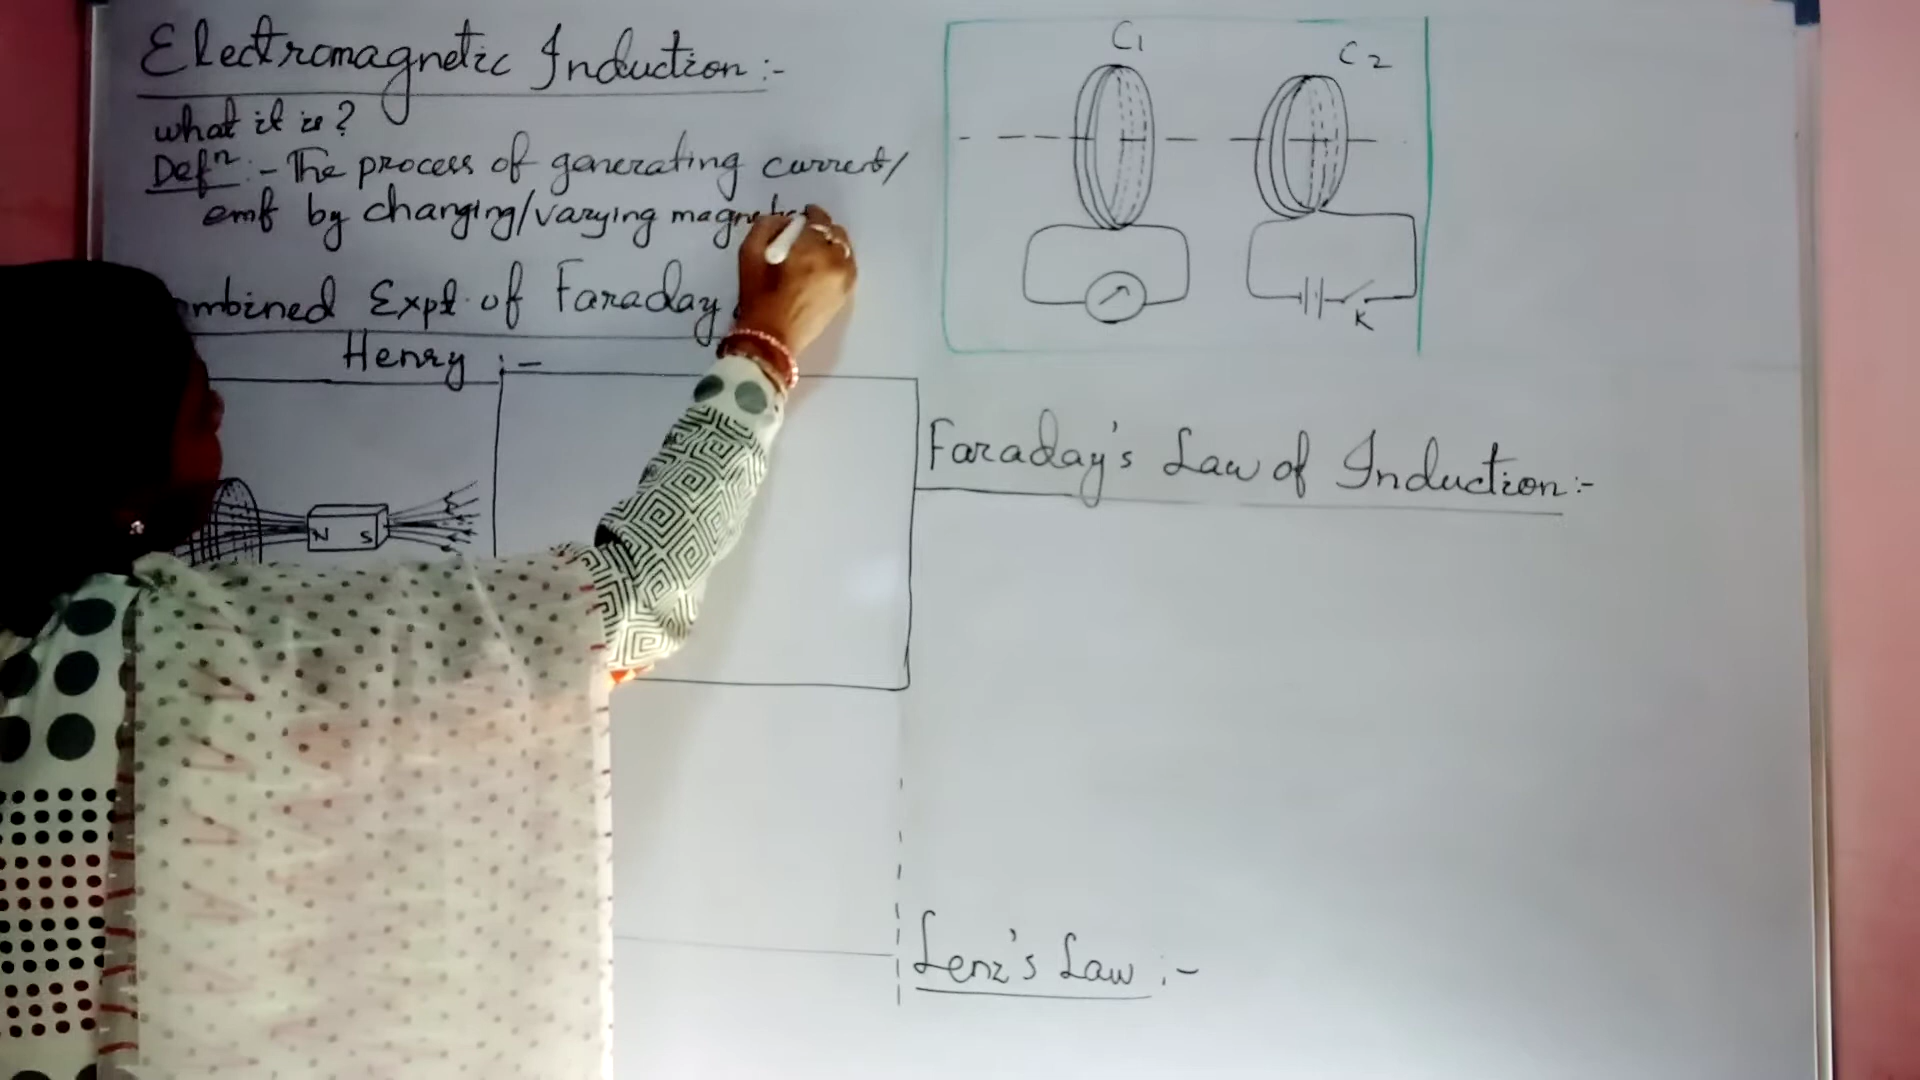 Electromagnetic Induction :-
what it is?
Defⁿ :- The process of generating current/
emf by changing/varying magnetic
Expt. of Faraday
Henry :-
N S
C1
C2
K
Faraday's Law of Induction :-
Lenz's Law :-